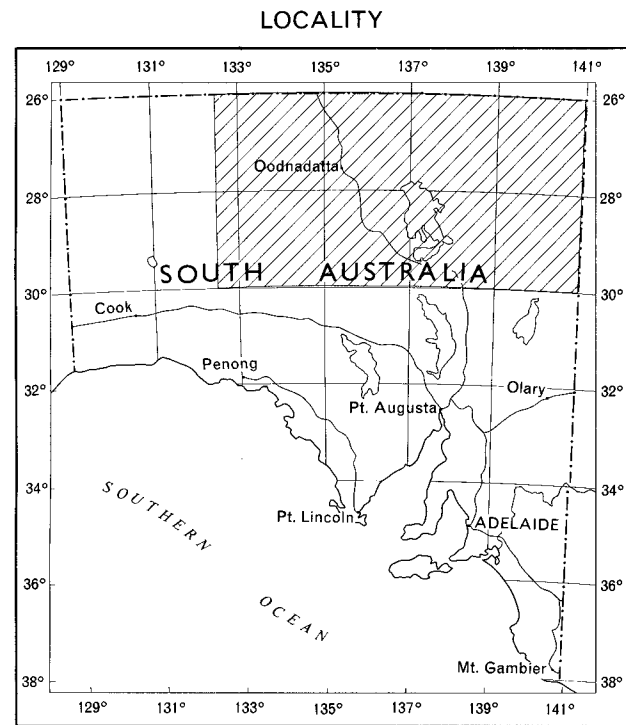 LOCALITY
129° 131° 133° 135° 137° 139° 141°
26° 26°
Oodnadatta
28° 28°
SOUTH AUSTRALIA
30° 30°
Cook
Penong
32° Olary 32°
Pt. Augusta
34° 34°
SOUTHERN
Pt. Lincoln
ADELAIDE
36° 36°
OCEAN
Mt. Gambier
38° 38°
129° 131° 133° 135° 137° 139° 141°